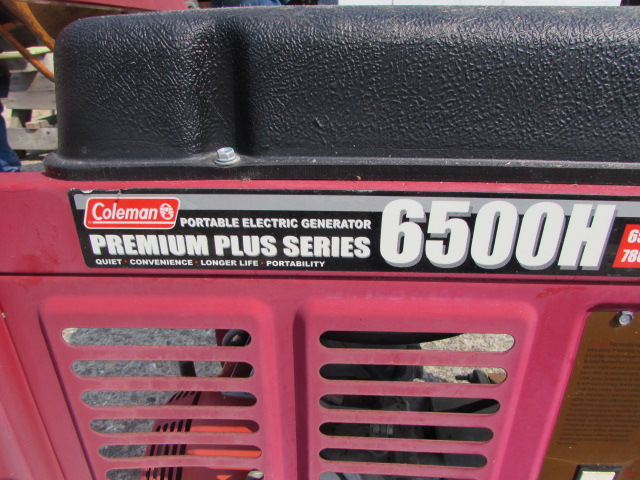 Coleman
PORTABLE ELECTRIC GENERATOR
PREMIUM PLUS SERIES
QUIET · CONVENIENCE · LONGER LIFE · PORTABILITY
6500H